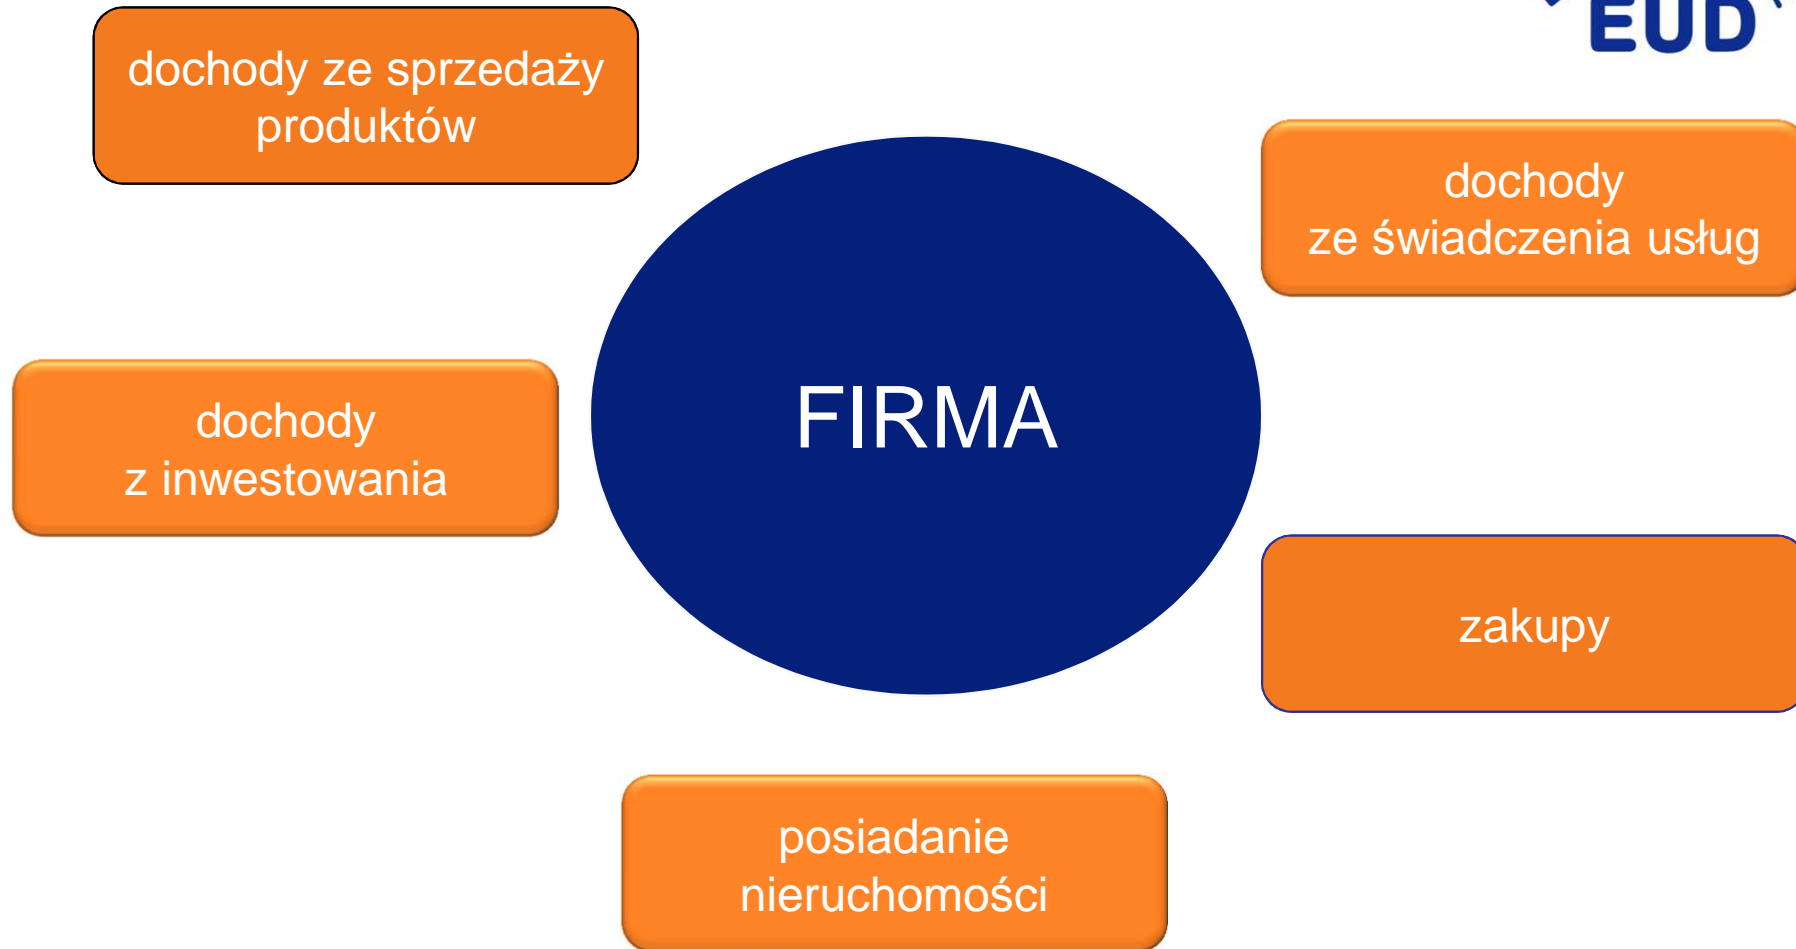 EUD
dochody ze sprzedaży
produktów
dochody
ze świadczenia usług
FIRMA
dochody
z inwestowania
zakupy
posiadanie
nieruchomości